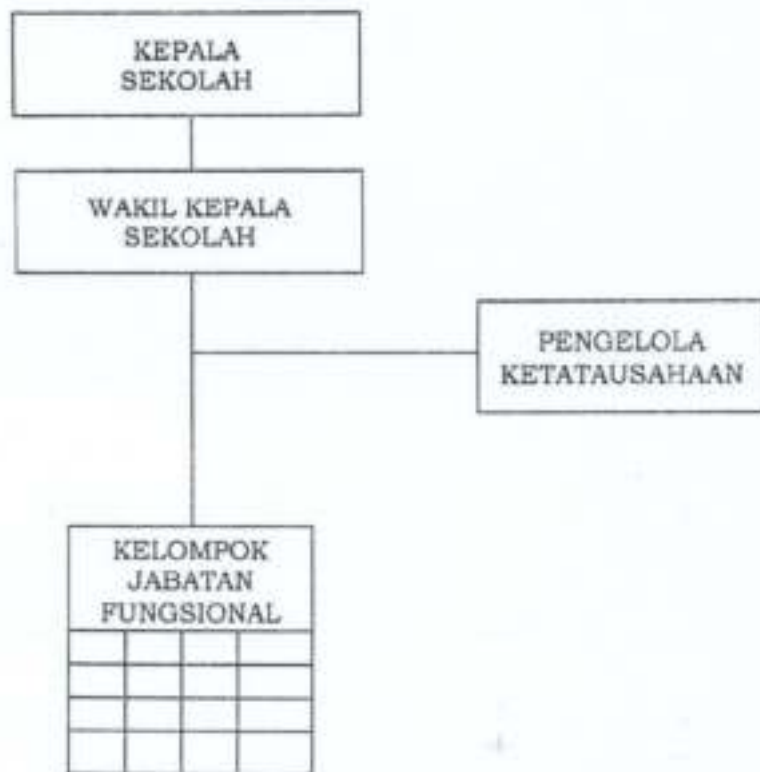 KEPALA
SEKOLAH
WAKIL KEPALA
SEKOLAH
PENGELOLA
KETATAUSAHAAN
KELOMPOK
JABATAN
FUNGSIONAL